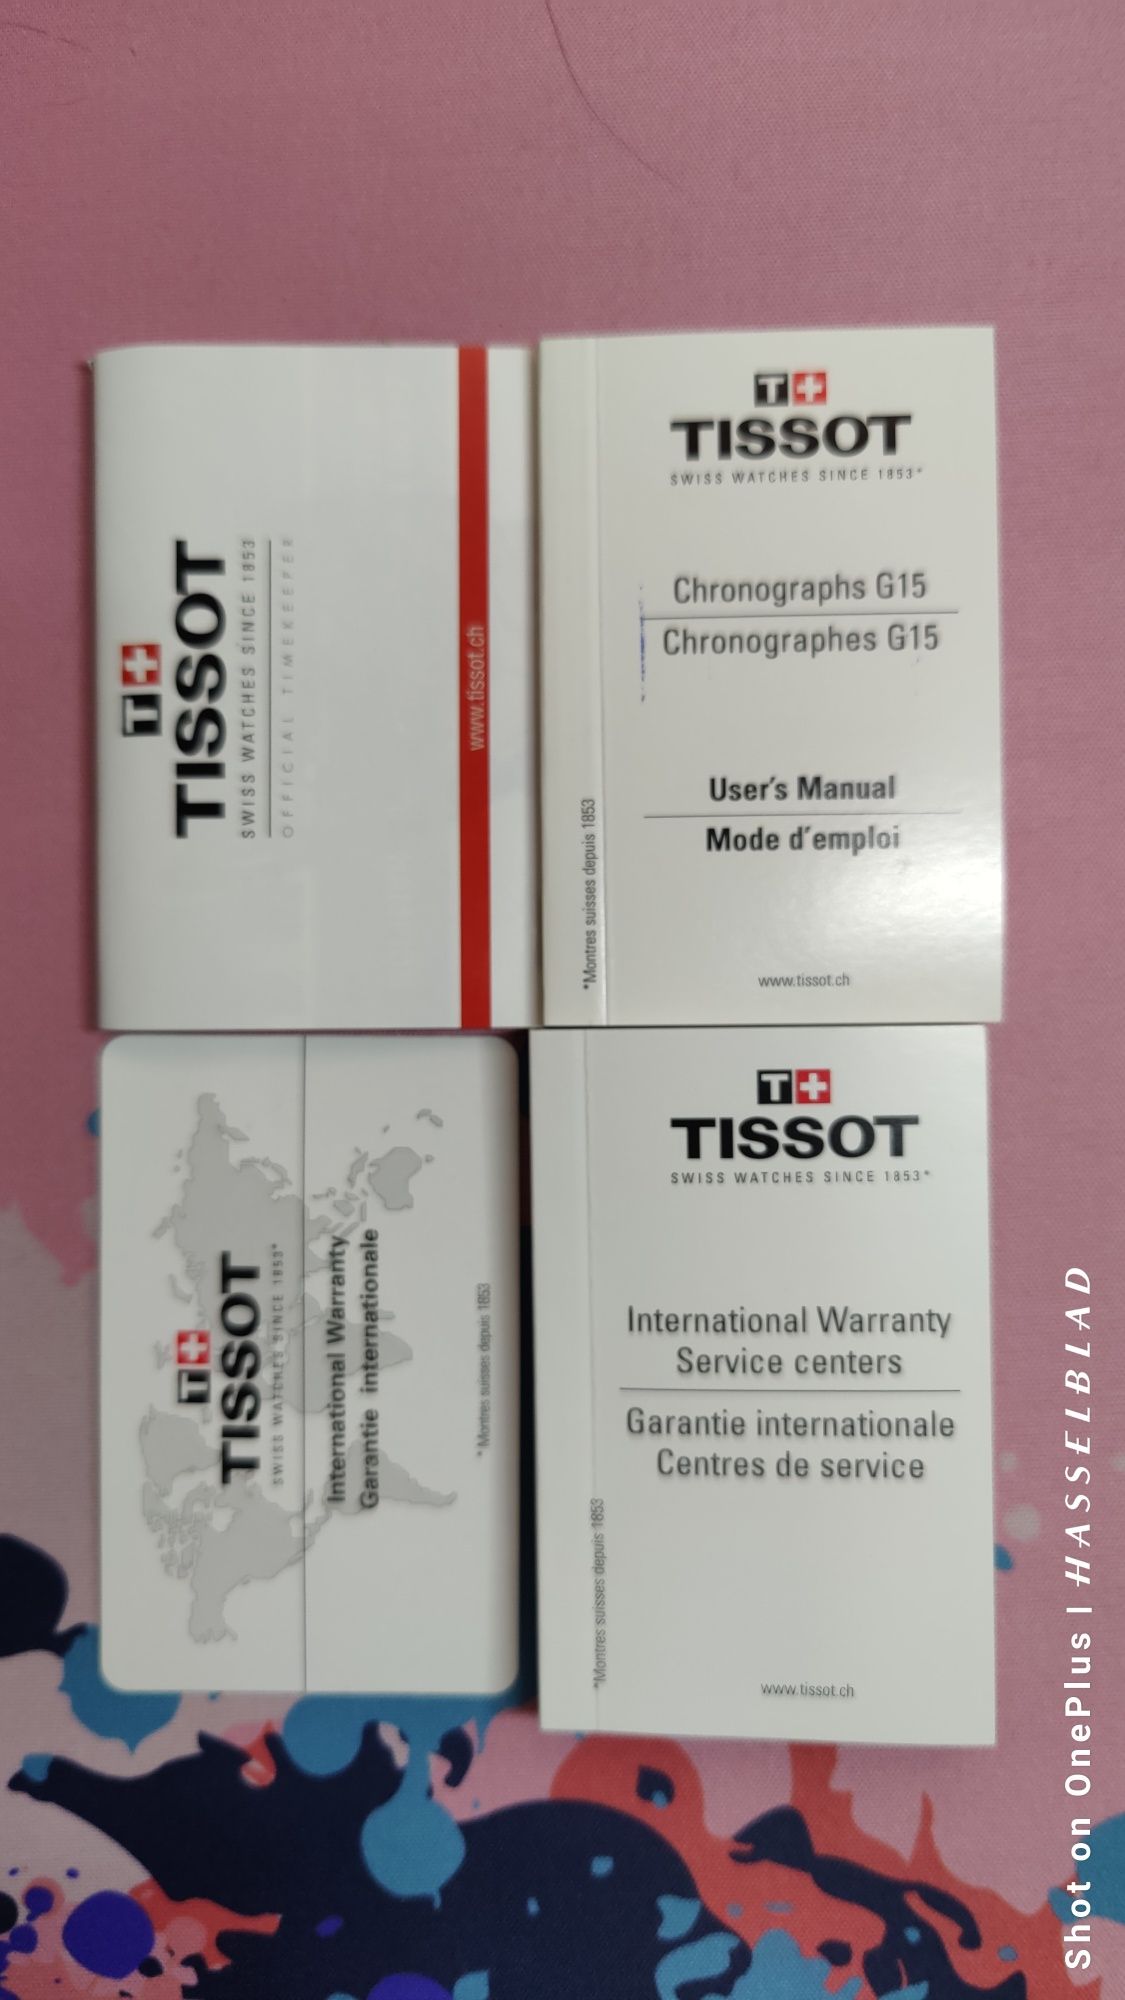 T+
TISSOT
SWISS WATCHES SINCE 1853
OFFICIAL TIMEKEEPER
www.tissot.ch
T+
TISSOT
SWISS WATCHES SINCE 1853*
Chronographs G15
Chronographes G15
User's Manual
Mode d'emploi
*Montres suisses depuis 1853
www.tissot.ch
T+
TISSOT
SWISS WATCHES SINCE 1853*
International Warranty
Garantie internationale
* Montres suisses depuis 1853
T+
TISSOT
SWISS WATCHES SINCE 1853*
International Warranty
Service centers
Garantie internationale
Centres de service
*Montres suisses depuis 1853
www.tissot.ch
Shot on OnePlus | HASSELBLAD